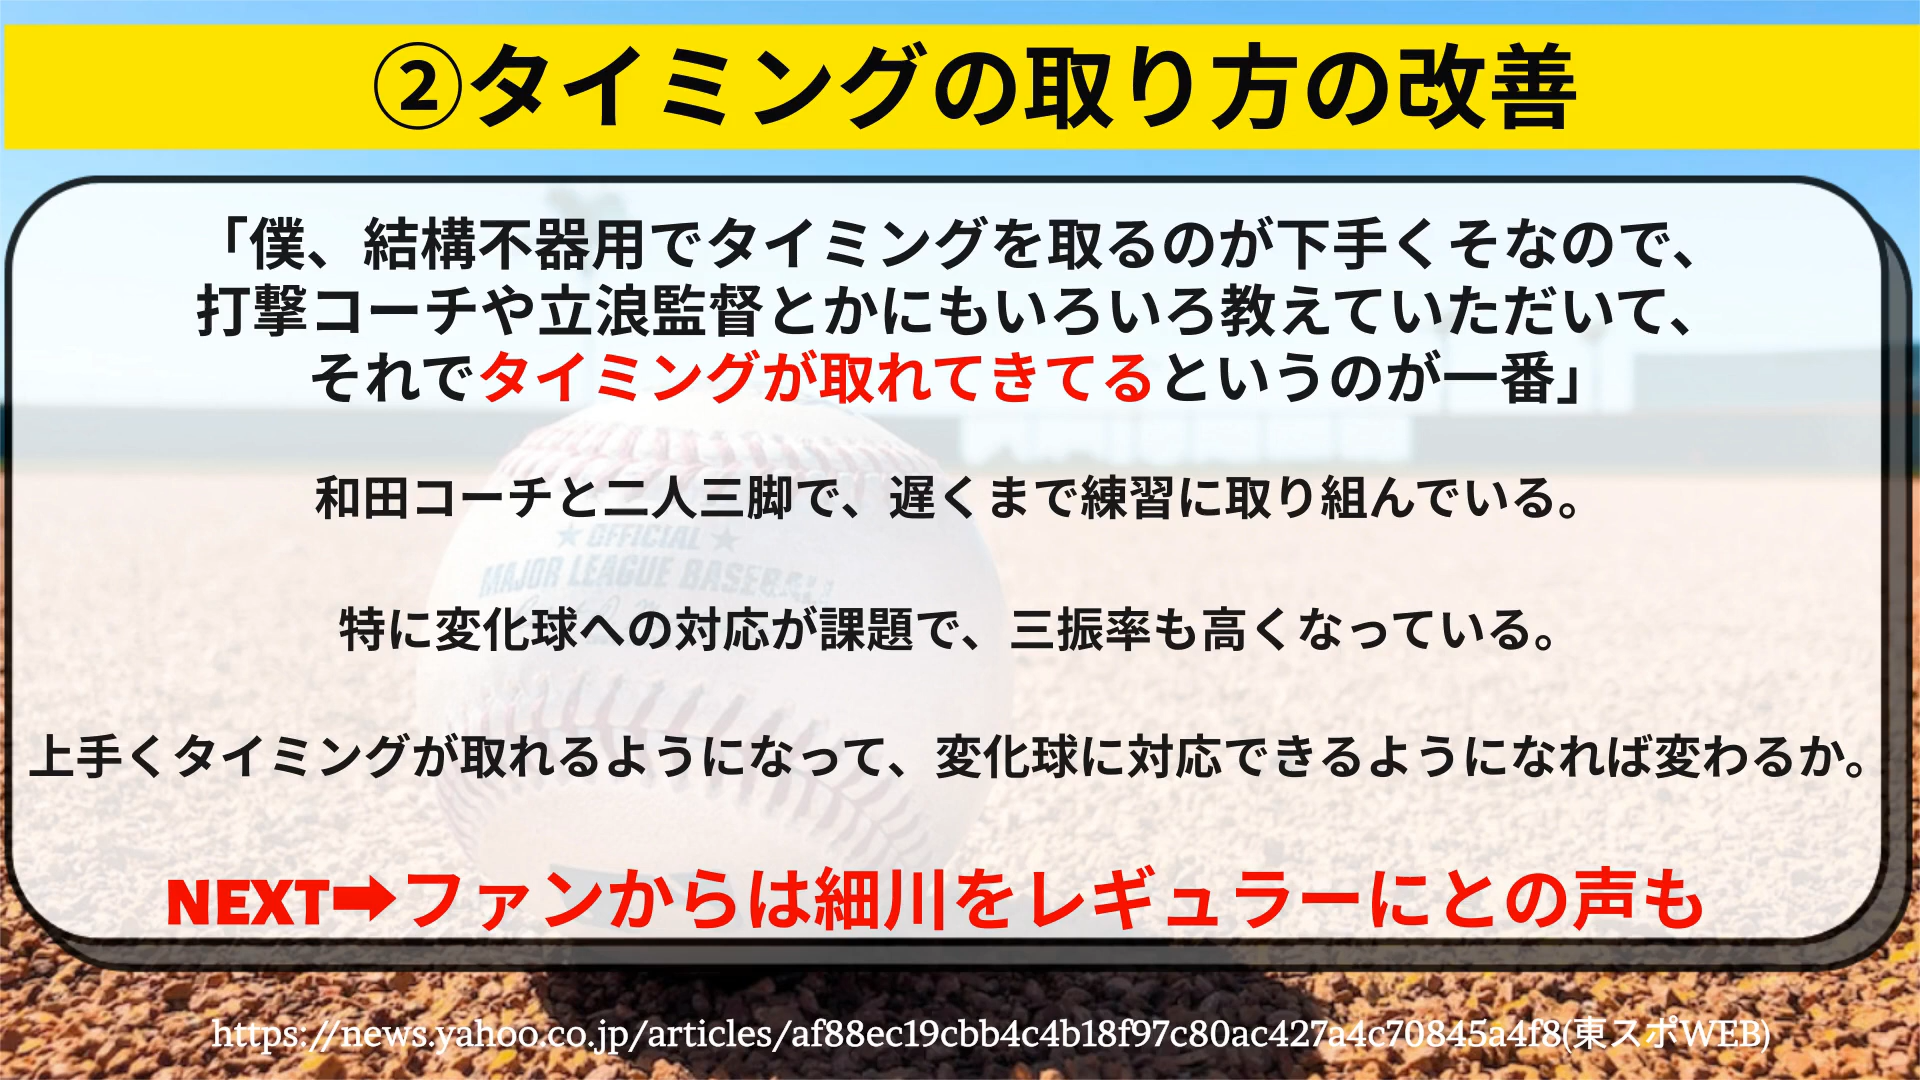 ②タイミングの取り方の改善
「僕、結構不器用でタイミングを取るのが下手くそなので、
打撃コーチや立浪監督とかにもいろいろ教えていただいて、
それでタイミングが取れてきてるというのが一番」
和田コーチと二人三脚で、遅くまで練習に取り組んでいる。
★ OFFICIAL ★
MAJOR LEAGUE BASEBALL
特に変化球への対応が課題で、三振率も高くなっている。
上手くタイミングが取れるようになって、変化球に対応できるようになれば変わるか。
NEXT➡ファンからは細川をレギュラーにとの声も
https://news.yahoo.co.jp/articles/af88ec19cbb4c4b18f97c80ac427a4c70845a4f8(東スポWEB)